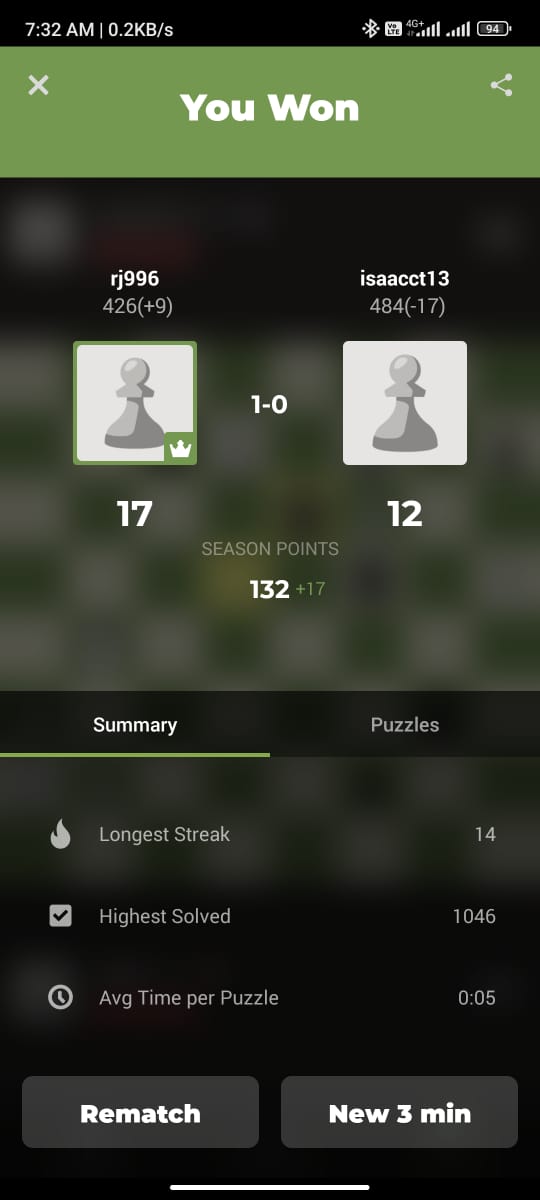 7:32 AM | 0.2KB/s
Vo LTE 4G+ 94
You Won
rj996 isaacct13
426(+9) 484(-17)
1-0
17 12
SEASON POINTS
132 +17
Summary Puzzles
Longest Streak 14
Highest Solved 1046
Avg Time per Puzzle 0:05
Rematch New 3 min